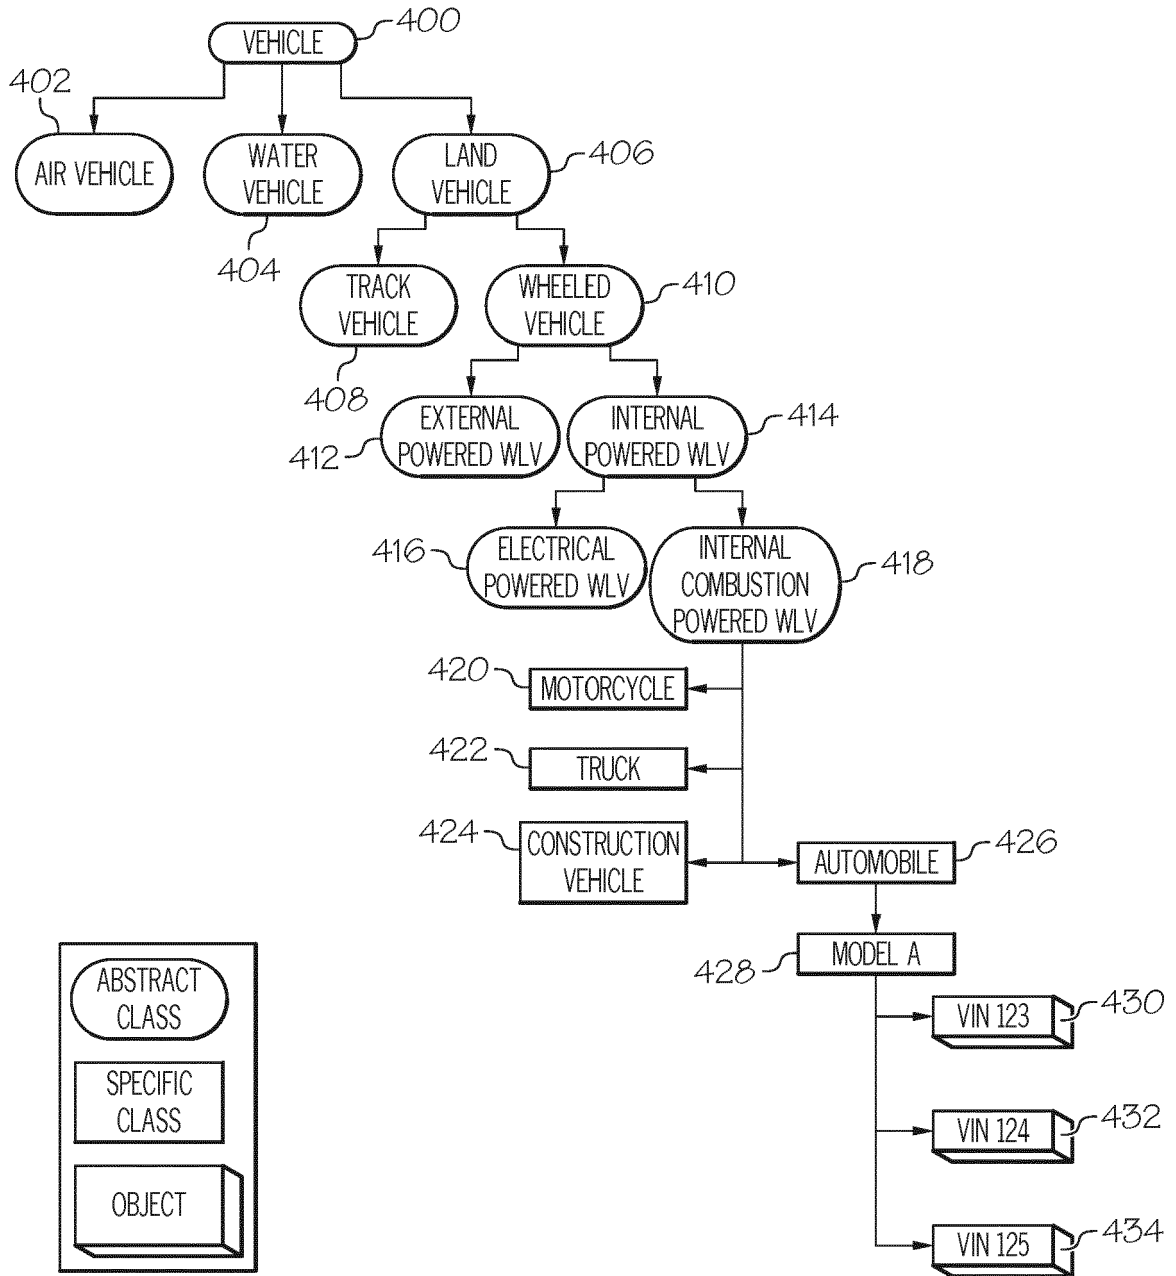 VEHICLE
400
402
AIR VEHICLE
WATER
VEHICLE
404
LAND
VEHICLE
406
TRACK
VEHICLE
408
WHEELED
VEHICLE
410
EXTERNAL
POWERED WLV
412
INTERNAL
POWERED WLV
414
416
ELECTRICAL
POWERED WLV
INTERNAL
COMBUSTION
POWERED WLV
418
420
MOTORCYCLE
422
TRUCK
424
CONSTRUCTION
VEHICLE
AUTOMOBILE
426
428
MODEL A
VIN 123
430
VIN 124
432
VIN 125
434
ABSTRACT
CLASS
SPECIFIC
CLASS
OBJECT